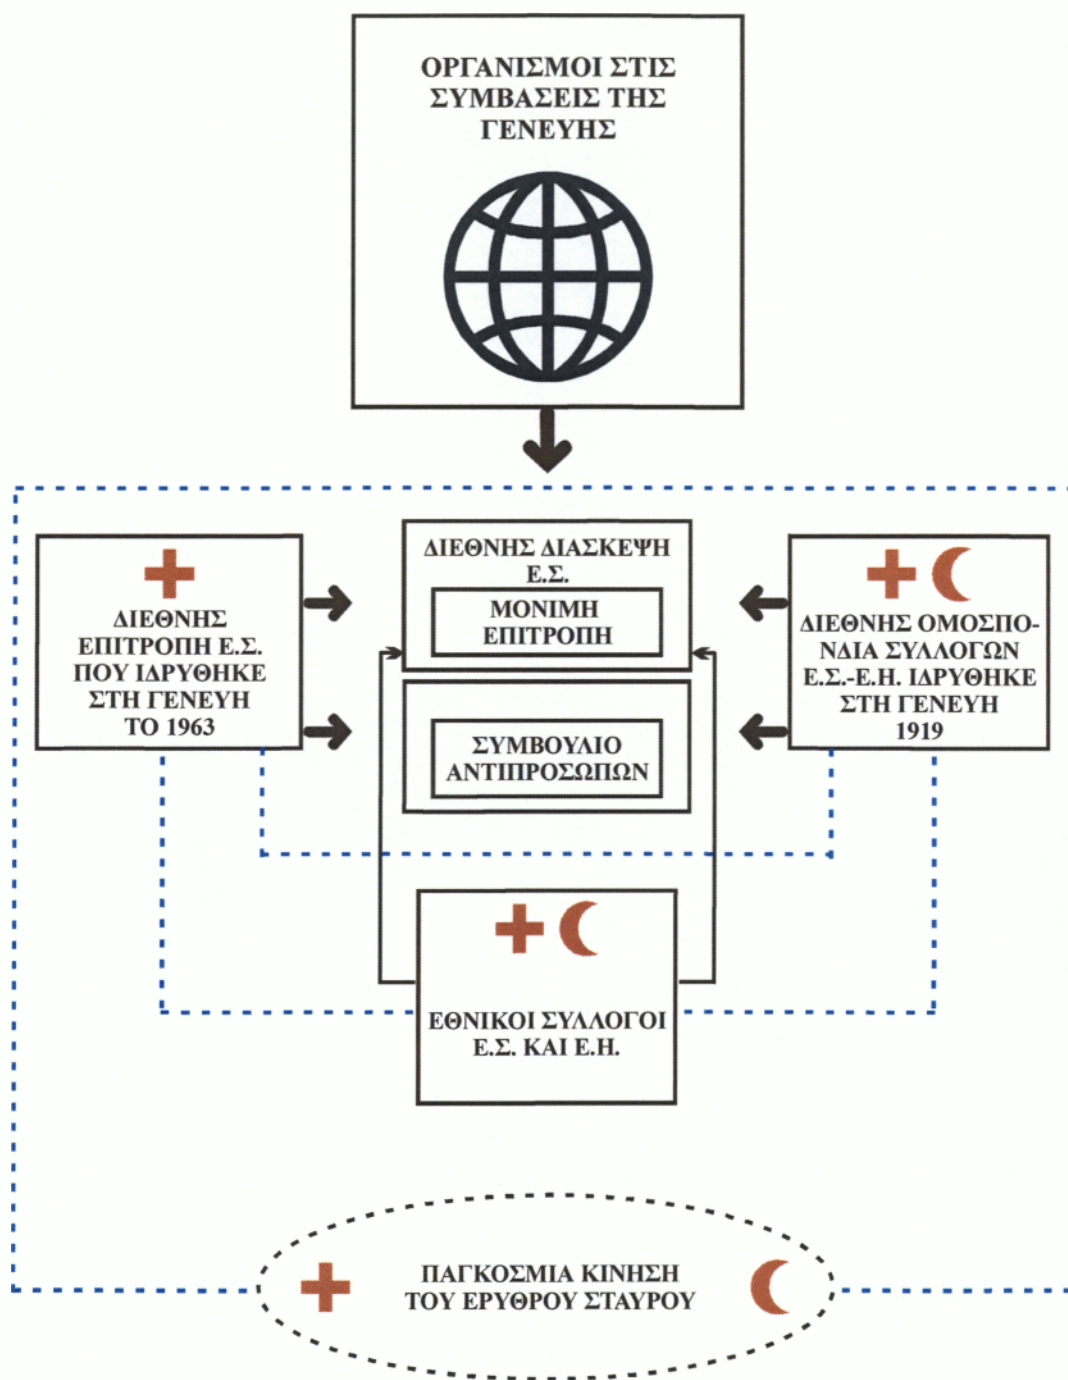 ΟΡΓΑΝΙΣΜΟΙ ΣΤΙΣ
ΣΥΜΒΑΣΕΙΣ ΤΗΣ
ΓΕΝΕΥΗΣ
ΔΙΕΘΝΗΣ
ΕΠΙΤΡΟΠΗ Ε.Σ.
ΠΟΥ ΙΔΡΥΘΗΚΕ
ΣΤΗ ΓΕΝΕΥΗ
ΤΟ 1963
ΔΙΕΘΝΗΣ ΔΙΑΣΚΕΨΗ
Ε.Σ.
ΜΟΝΙΜΗ
ΕΠΙΤΡΟΠΗ
ΣΥΜΒΟΥΛΙΟ
ΑΝΤΙΠΡΟΣΩΠΩΝ
ΔΙΕΘΝΗΣ ΟΜΟΣΠΟ-
ΝΔΙΑ ΣΥΛΛΟΓΩΝ
Ε.Σ.-Ε.Η. ΙΔΡΥΘΗΚΕ
ΣΤΗ ΓΕΝΕΥΗ
1919
ΕΘΝΙΚΟΙ ΣΥΛΛΟΓΟΙ
Ε.Σ. ΚΑΙ Ε.Η.
ΠΑΓΚΟΣΜΙΑ ΚΙΝΗΣΗ
ΤΟΥ ΕΡΥΘΡΟΥ ΣΤΑΥΡΟΥ